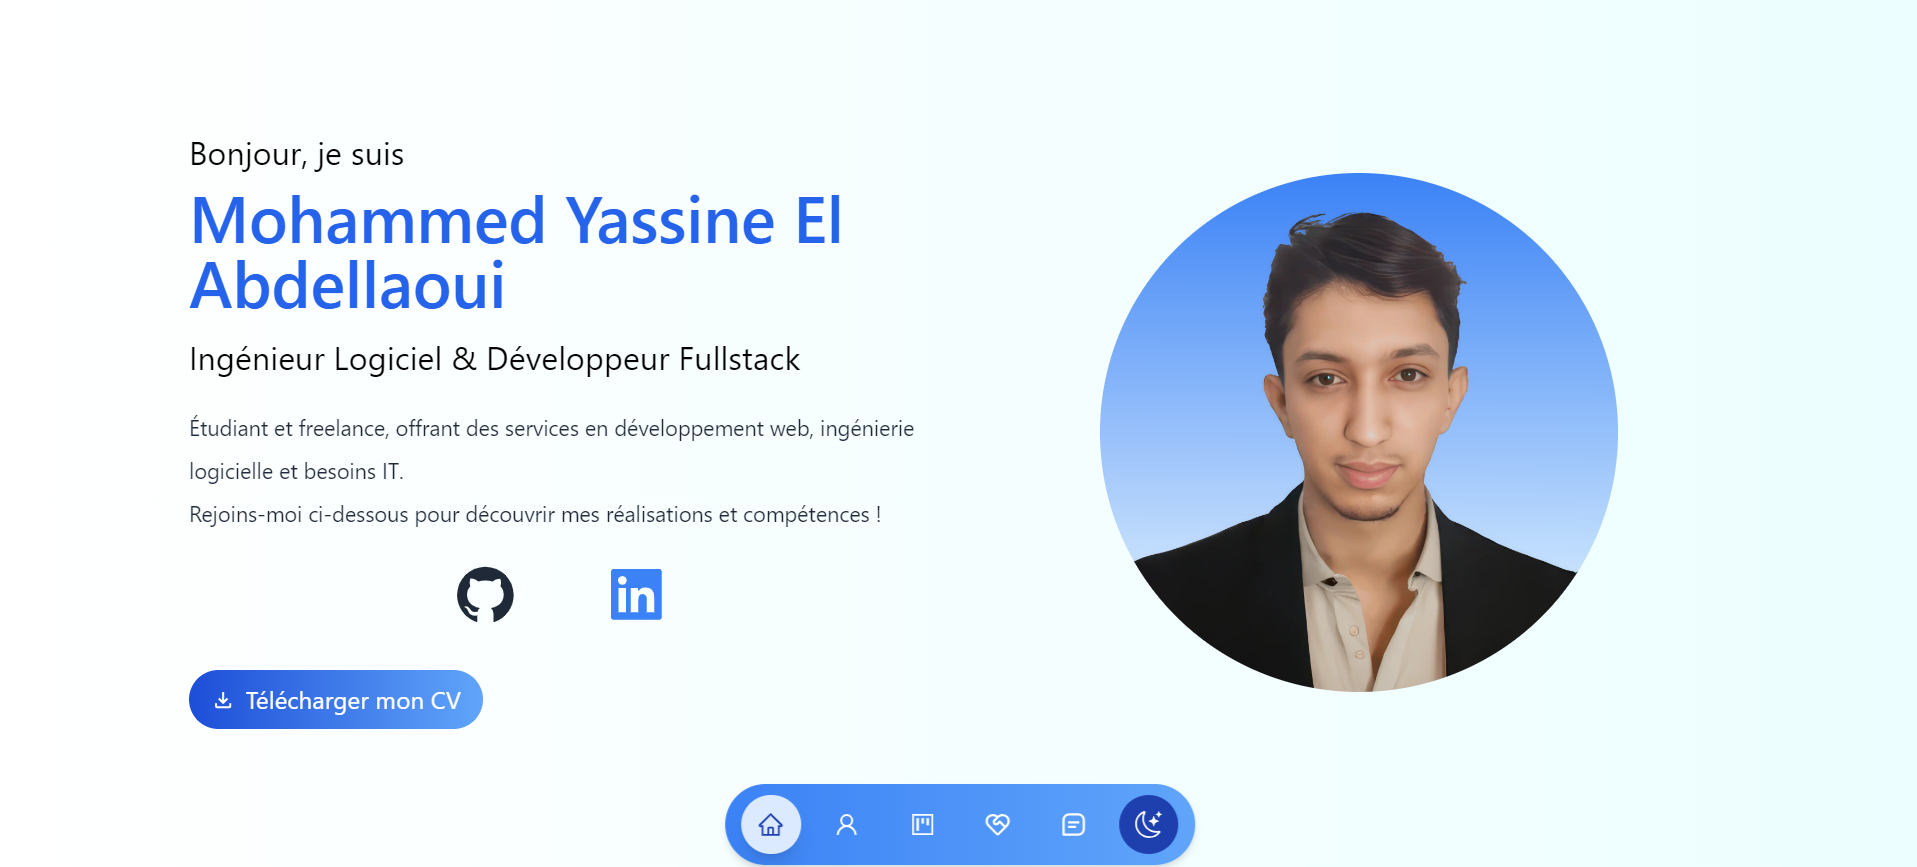 Bonjour, je suis
Mohammed Yassine El
Abdellaoui
Ingénieur Logiciel & Développeur Fullstack
Étudiant et freelance, offrant des services en développement web, ingénierie
logicielle et besoins IT.
Rejoins-moi ci-dessous pour découvrir mes réalisations et compétences !
in
Télécharger mon CV